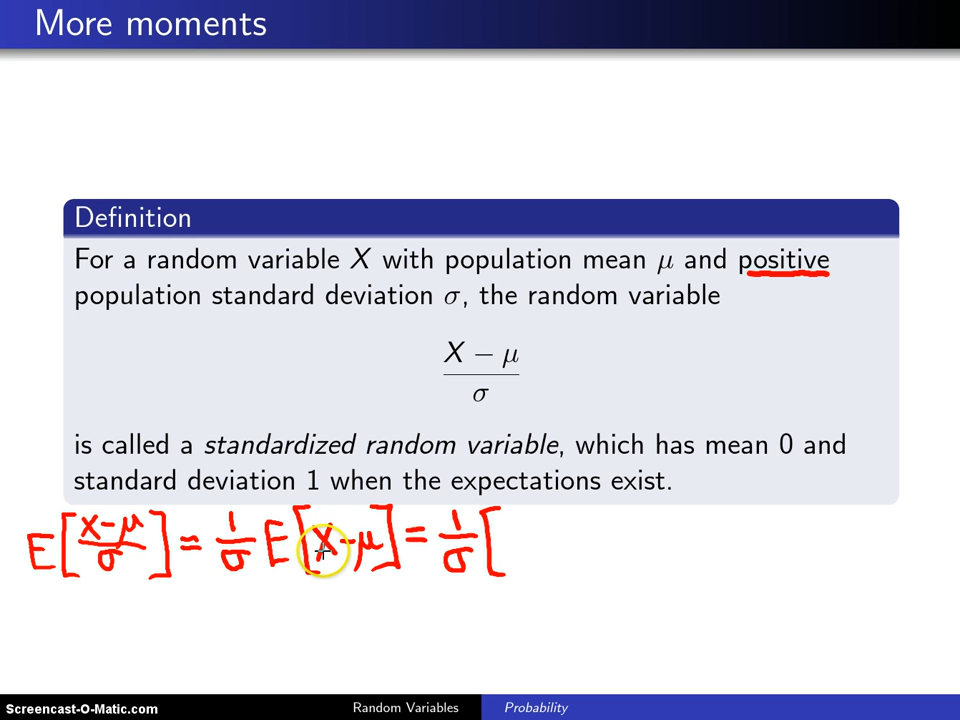 More moments
Definition
For a random variable X with population mean μ and positive
population standard deviation σ, the random variable
X − μ
σ
is called a standardized random variable, which has mean 0 and
standard deviation 1 when the expectations exist.
E[(X−μ)/σ] = 1/σ E[X−μ] = 1/σ [
Screencast-O-Matic.com
Random Variables
Probability